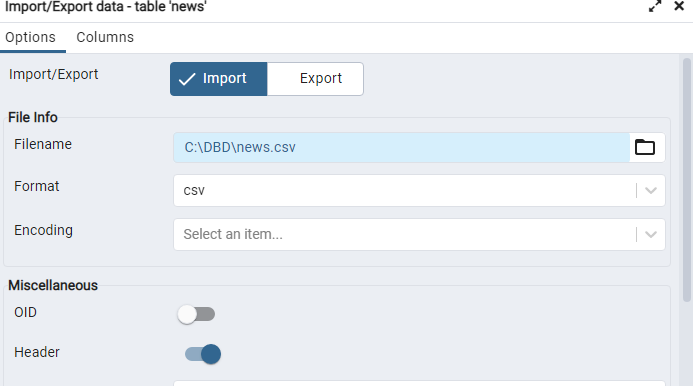 Import/Export data - table 'news'
Options Columns
Import/Export Import Export
File Info
Filename C:\DBD\news.csv
Format csv
Encoding Select an item...
Miscellaneous
OID
Header